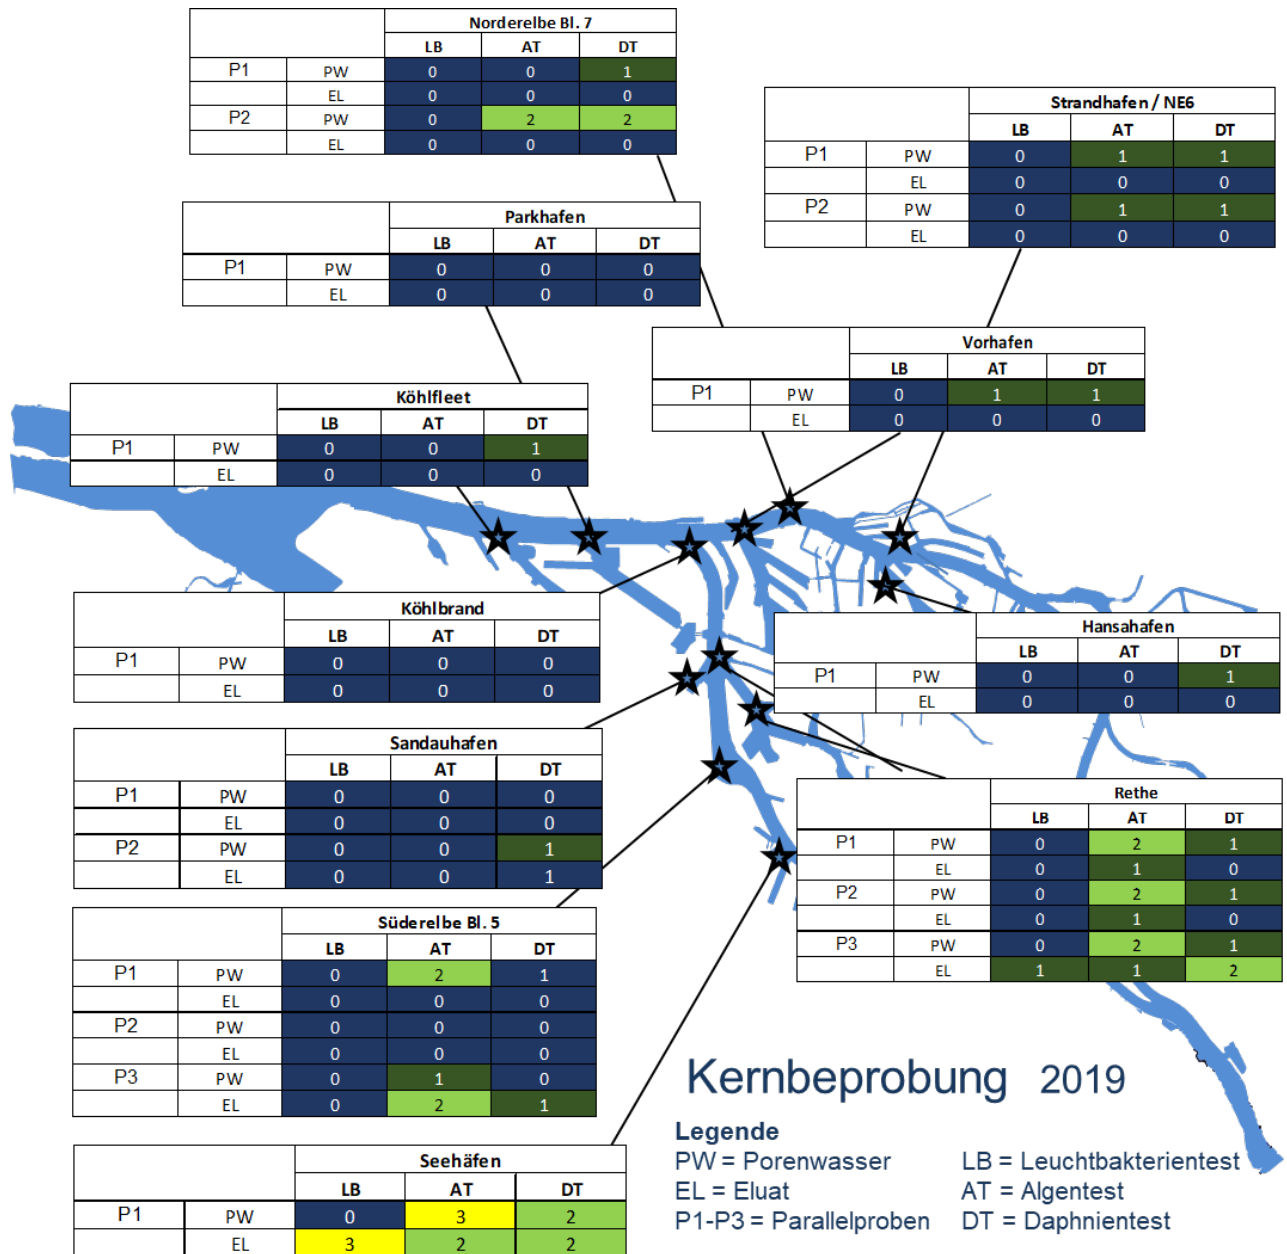 Norderelbe Bl. 7
LB AT DT
P1 PW 0 0 1
EL 0 0 0
P2 PW 0 2 2
EL 0 0 0
Strandhafen / NE6
LB AT DT
P1 PW 0 1 1
EL 0 0 0
P2 PW 0 1 1
EL 0 0 0
Parkhafen
LB AT DT
P1 PW 0 0 0
EL 0 0 0
Vorhafen
LB AT DT
P1 PW 0 1 1
EL 0 0 0
Köhlfleet
LB AT DT
P1 PW 0 0 1
EL 0 0 0
Köhlbrand
LB AT DT
P1 PW 0 0 0
EL 0 0 0
Hansahafen
LB AT DT
P1 PW 0 0 1
EL 0 0 0
Sandauhafen
LB AT DT
P1 PW 0 0 0
EL 0 0 0
P2 PW 0 0 1
EL 0 0 1
Rethe
LB AT DT
P1 PW 0 2 1
EL 0 1 0
P2 PW 0 2 1
EL 0 1 0
P3 PW 0 2 1
EL 1 1 2
Süderelbe Bl. 5
LB AT DT
P1 PW 0 2 1
EL 0 0 0
P2 PW 0 0 0
EL 0 0 0
P3 PW 0 1 0
EL 0 2 1
Seehäfen
LB AT DT
P1 PW 0 3 2
EL 3 2 2
Kernbeprobung 2019
Legende
PW = Porenwasser LB = Leuchtbakterientest
EL = Eluat AT = Algentest
P1-P3 = Parallelproben DT = Daphnientest